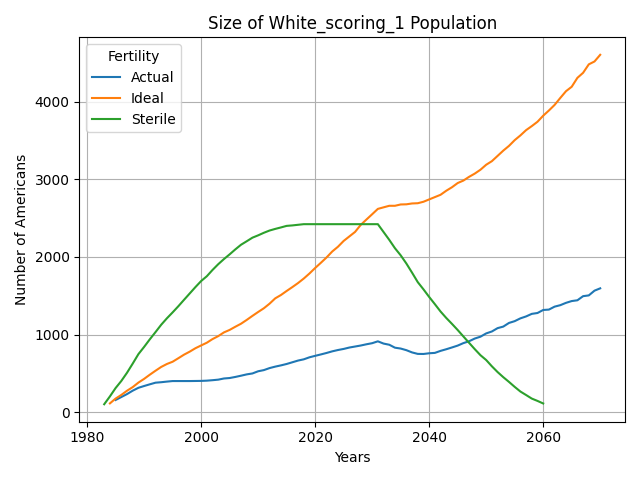 Size of White_scoring_1 Population
Fertility
Actual
Ideal
Sterile
Number of Americans
4000
3000
2000
1000
0
1980
2000
2020
2040
2060
Years